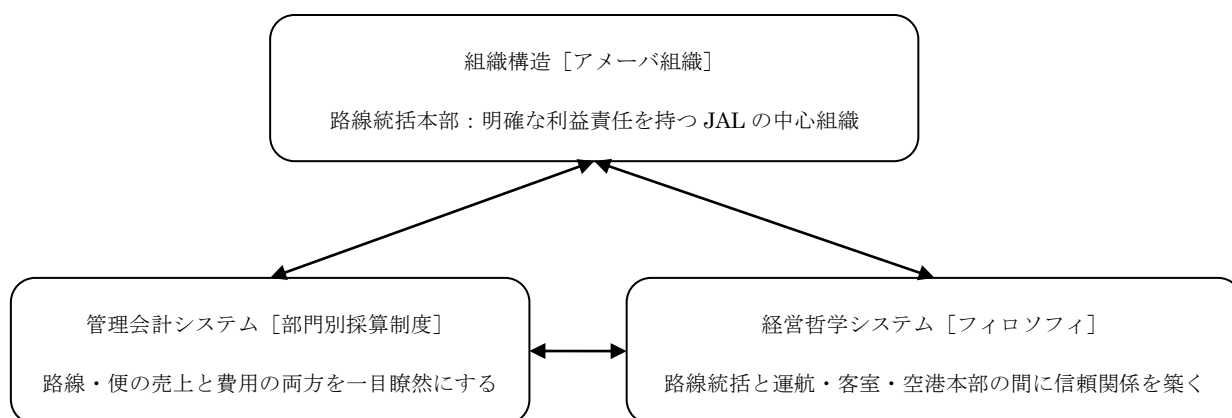 組織構造［アメーバ組織］
路線統括本部：明確な利益責任を持つ JAL の中心組織
管理会計システム［部門別採算制度］
路線・便の売上と費用の両方を一目瞭然にする
経営哲学システム［フィロソフィ］
路線統括と運航・客室・空港本部の間に信頼関係を築く